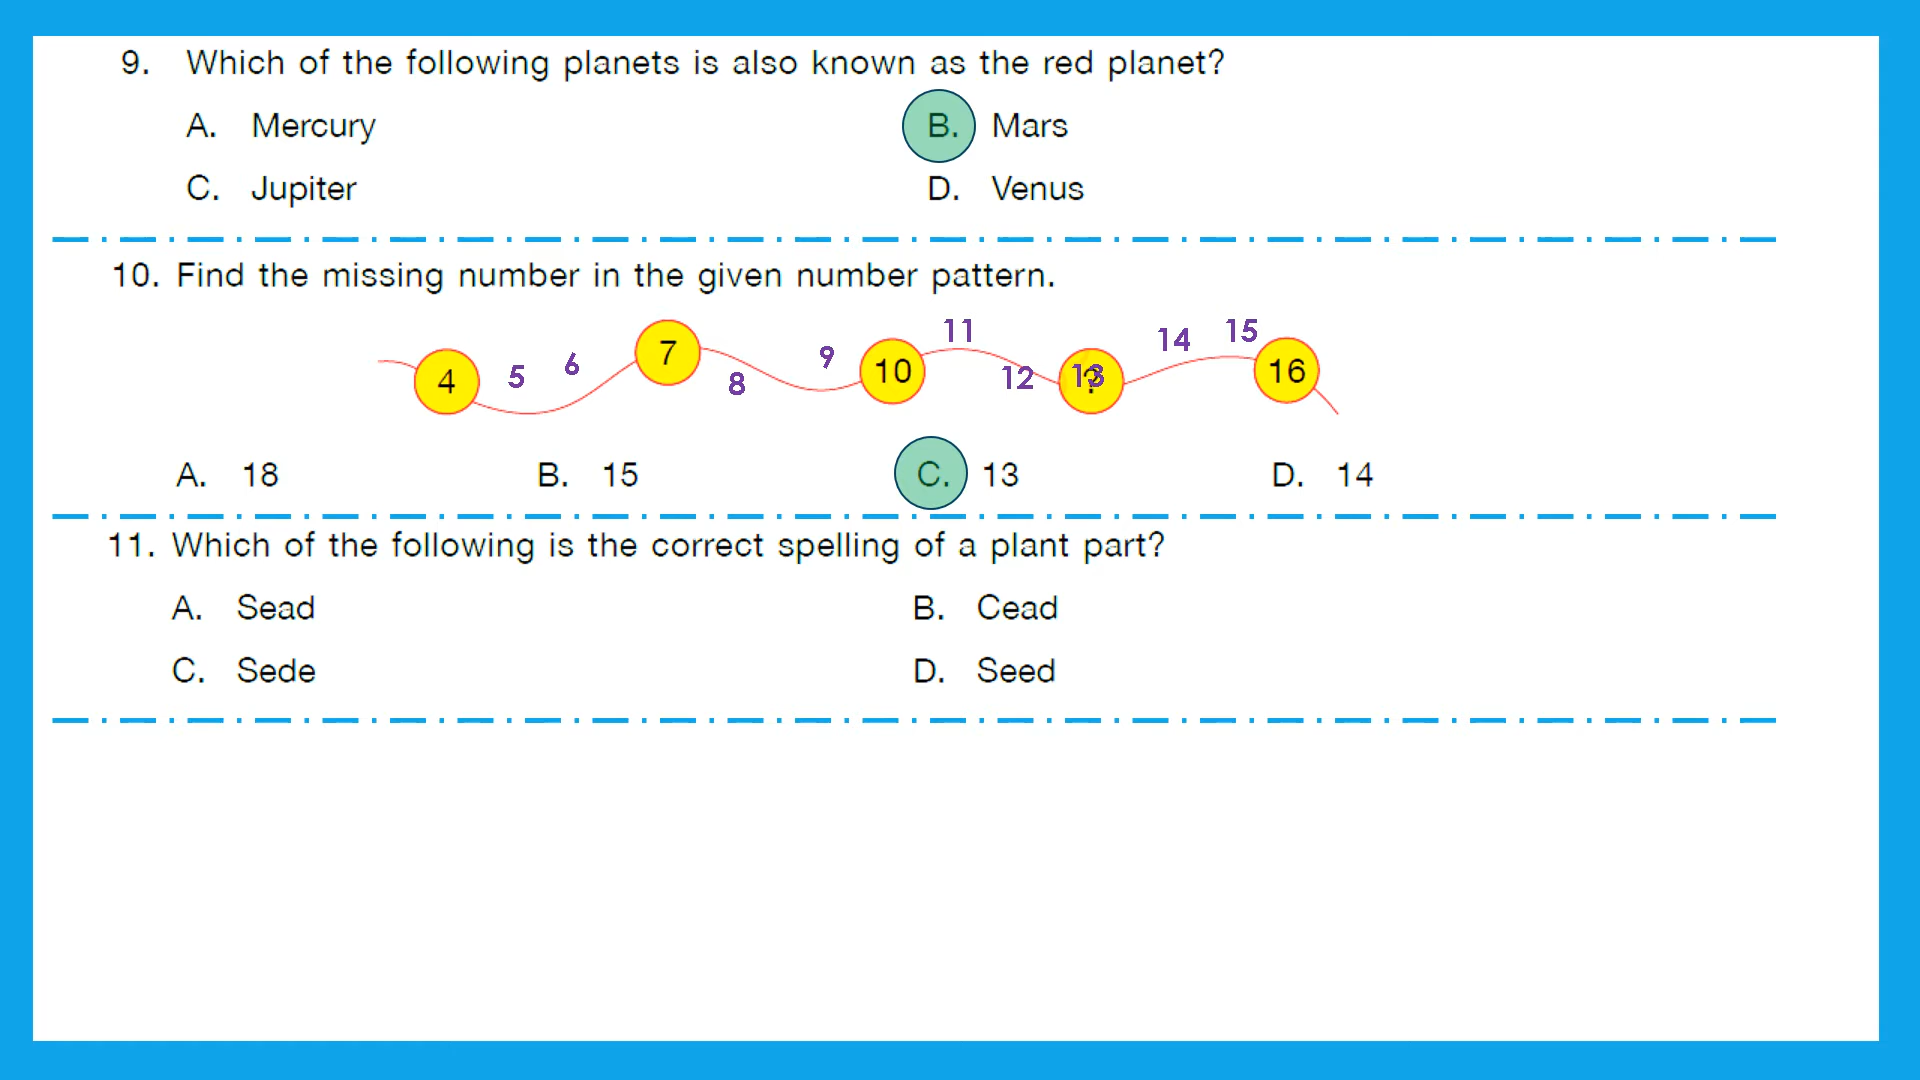 9. Which of the following planets is also known as the red planet?
A. Mercury B. Mars
C. Jupiter D. Venus
10. Find the missing number in the given number pattern.
4 5 6 7 8 9 10 11 12 13 ? 14 15 16
A. 18 B. 15 C. 13 D. 14
11. Which of the following is the correct spelling of a plant part?
A. Sead B. Cead
C. Sede D. Seed